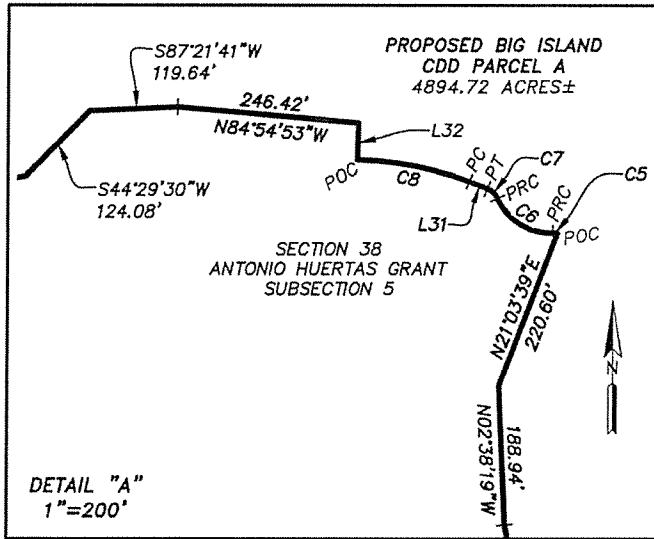 S87°21'41"W
119.64'
PROPOSED BIG ISLAND
CDD PARCEL A
4894.72 ACRES±
246.42'
N84°54'53"W
L32
POC
C8
PC
PT
C7
PRC
C5
L31
C6
PRC
POC
S44°29'30"W
124.08'
SECTION 38
ANTONIO HUERTAS GRANT
SUBSECTION 5
N21°03'39"E
220.60'
N
N02°38'19"W
188.94'
DETAIL "A"
1"=200'